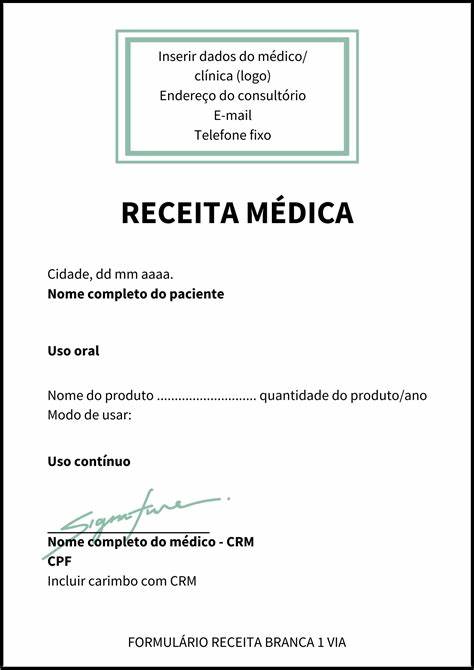 Inserir dados do médico/
clínica (logo)
Endereço do consultório
E-mail
Telefone fixo
RECEITA MÉDICA
Cidade, dd mm aaaa.
Nome completo do paciente
Uso oral
Nome do produto ............................ quantidade do produto/ano
Modo de usar:
Uso contínuo
Signature
Nome completo do médico - CRM
CPF
Incluir carimbo com CRM
FORMULÁRIO RECEITA BRANCA 1 VIA